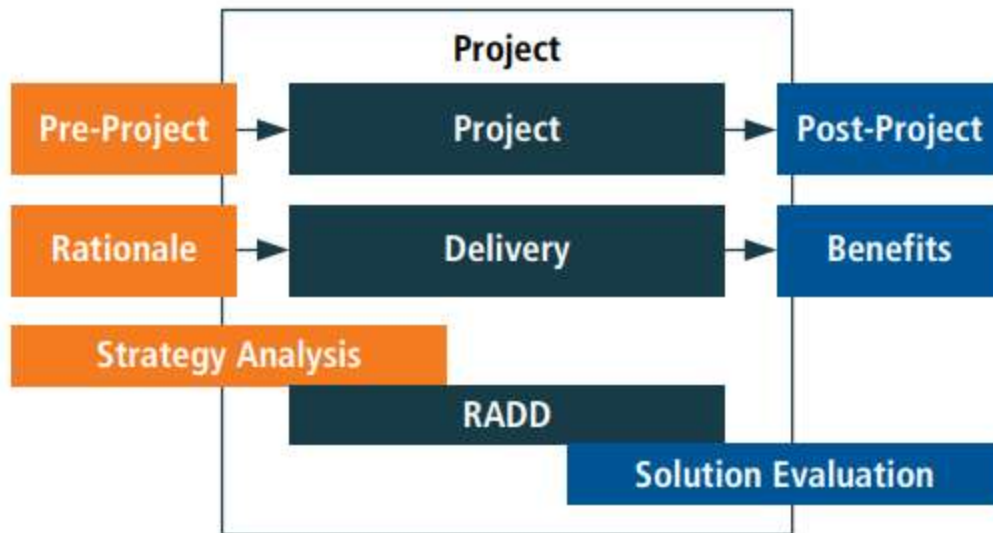 Project
Pre-Project
Project
Post-Project
Rationale
Delivery
Benefits
Strategy Analysis
RADD
Solution Evaluation